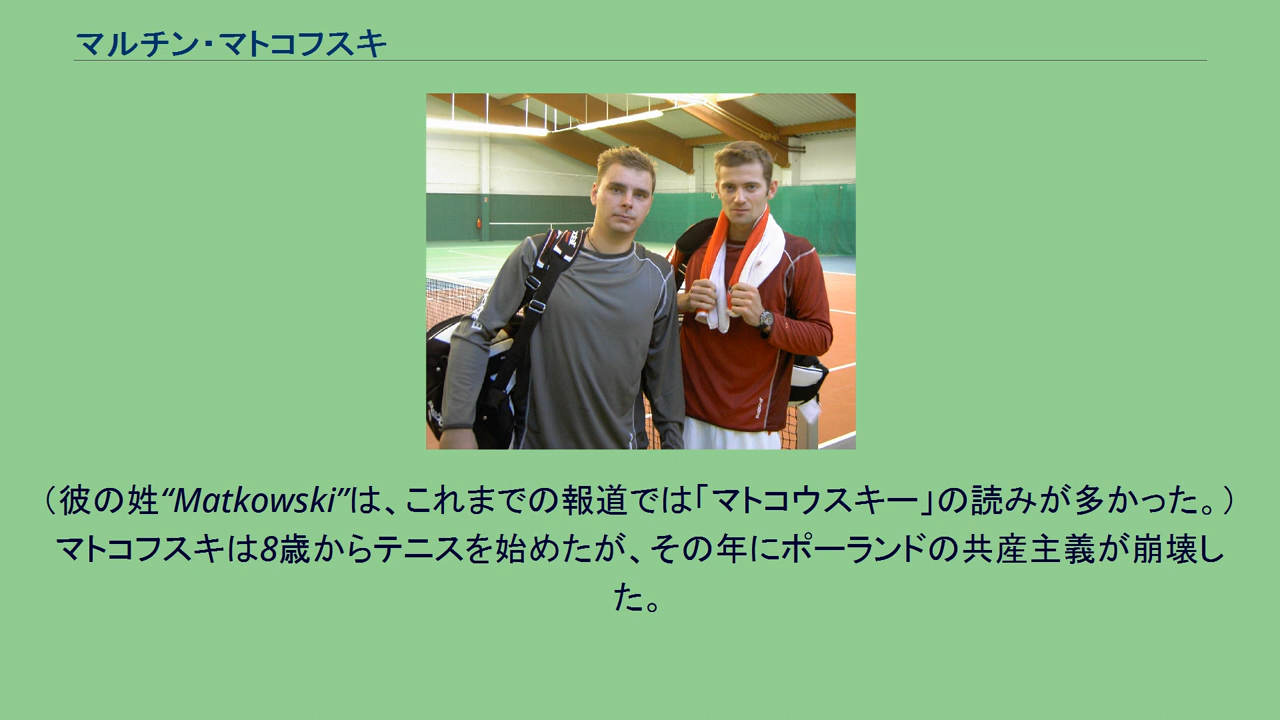 マルチン・マトコフスキ
（彼の姓“Matkowski”は、これまでの報道では「マトコウスキー」の読みが多かった。）
マトコフスキは8歳からテニスを始めたが、その年にポーランドの共産主義が崩壊し
た。